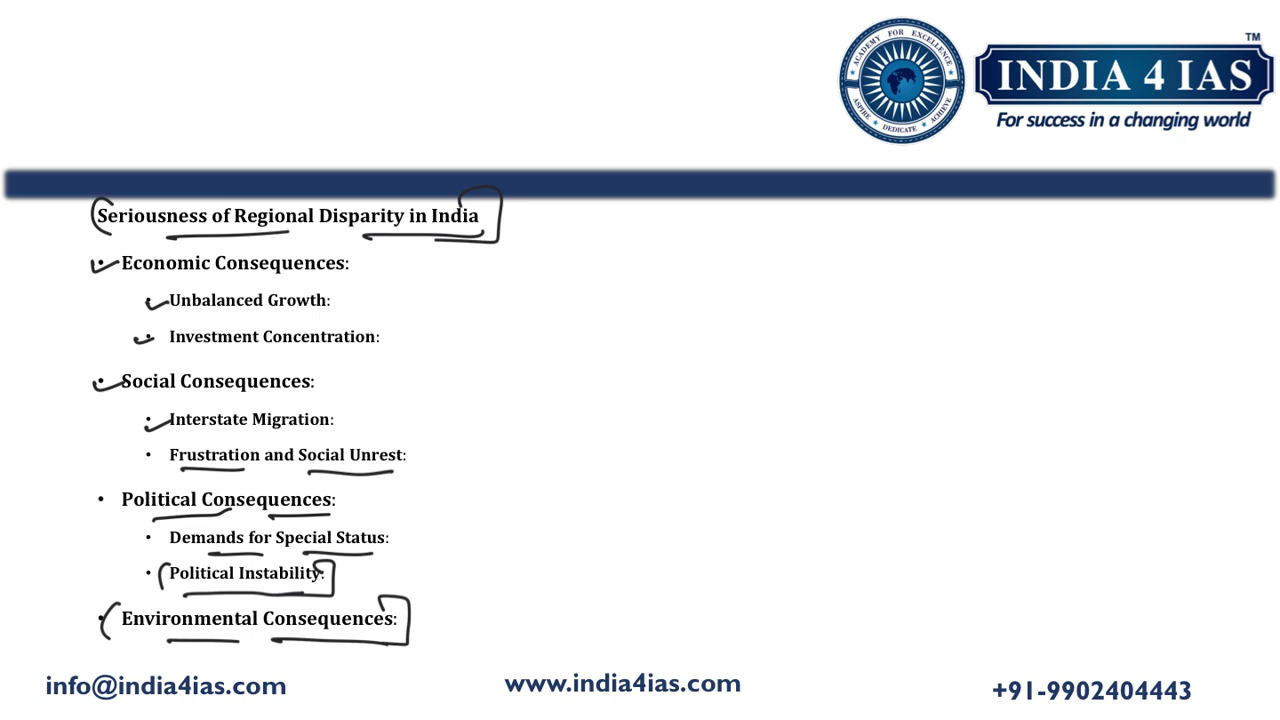 ACADEMY FOR EXCELLENCE
ASPIRE ★ DEDICATE ★ ACHIEVE
TM
INDIA 4 IAS
For success in a changing world
Seriousness of Regional Disparity in India
• Economic Consequences:
• Unbalanced Growth:
• Investment Concentration:
• Social Consequences:
• Interstate Migration:
• Frustration and Social Unrest:
• Political Consequences:
• Demands for Special Status:
• Political Instability:
• Environmental Consequences:
info@india4ias.com
www.india4ias.com
+91-9902404443